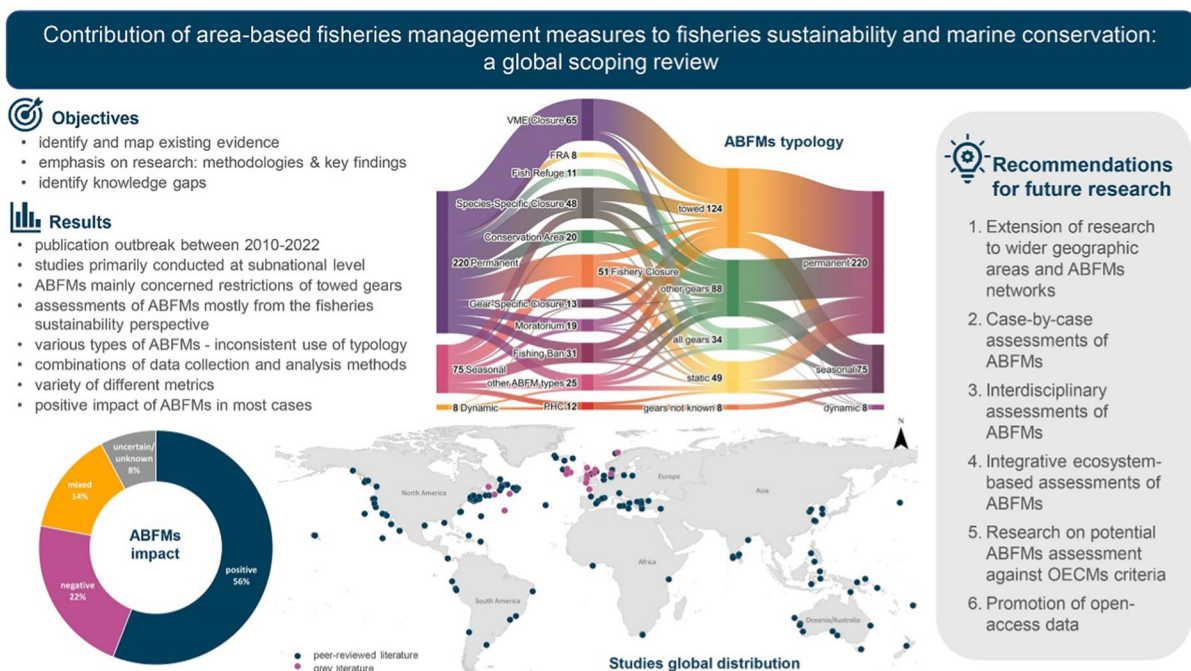 Contribution of area-based fisheries management measures to fisheries sustainability and marine conservation:
a global scoping review
Objectives
• identify and map existing evidence
• emphasis on research: methodologies & key findings
• identify knowledge gaps
Results
• publication outbreak between 2010-2022
• studies primarily conducted at subnational level
• ABFMs mainly concerned restrictions of towed gears
• assessments of ABFMs mostly from the fisheries
sustainability perspective
• various types of ABFMs - inconsistent use of typology
• combinations of data collection and analysis methods
• variety of different metrics
• positive impact of ABFMs in most cases
ABFMs typology
220 Permanent
75 Seasonal
8 Dynamic
VME Closure 65
FRA 8
Fish Refuge 11
Species-Specific Closure 48
Conservation Area 20
51 Fishery Closure
Gear-Specific Closure 13
Moratorium 19
Fishing Ban 31
other ABFM types 25
PHC 12
towed 124
other gears 88
all gears 34
static 49
gears not known 8
permanent 220
seasonal 75
dynamic 8
uncertain/
unknown
8%
mixed
14%
negative
22%
positive
56%
ABFMs
impact
N
North America
South America
Europe
Africa
Asia
Oceania/Australia
peer-reviewed literature
grey literature
Studies global distribution
Recommendations
for future research
1. Extension of research
to wider geographic
areas and ABFMs
networks
2. Case-by-case
assessments of
ABFMs
3. Interdisciplinary
assessments of
ABFMs
4. Integrative ecosystem-
based assessments of
ABFMs
5. Research on potential
ABFMs assessment
against OECMs criteria
6. Promotion of open-
access data